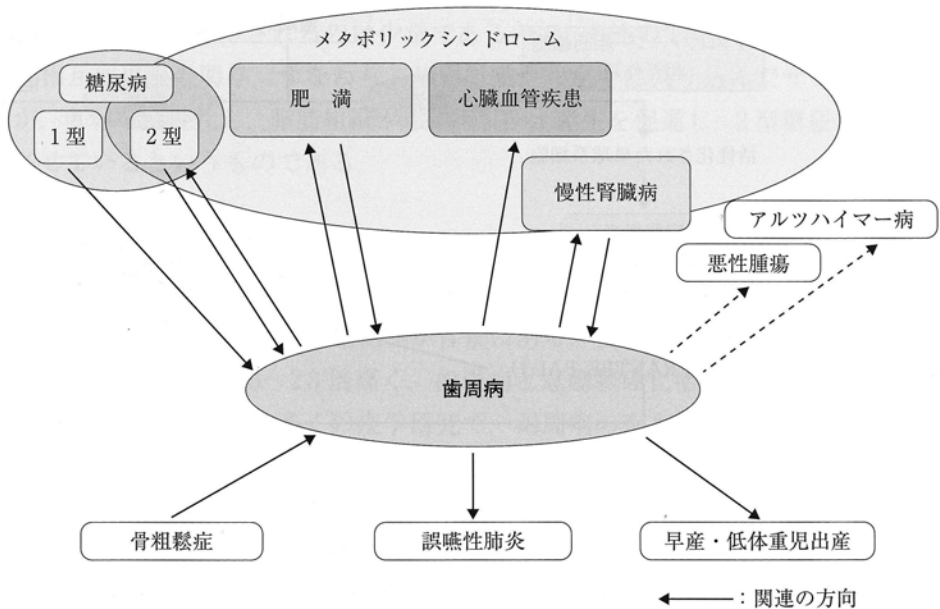 メタボリックシンドローム
糖尿病
1型
2型
肥　満
心臓血管疾患
慢性腎臓病
アルツハイマー病
悪性腫瘍
歯周病
骨粗鬆症
誤嚥性肺炎
早産・低体重児出産
：関連の方向